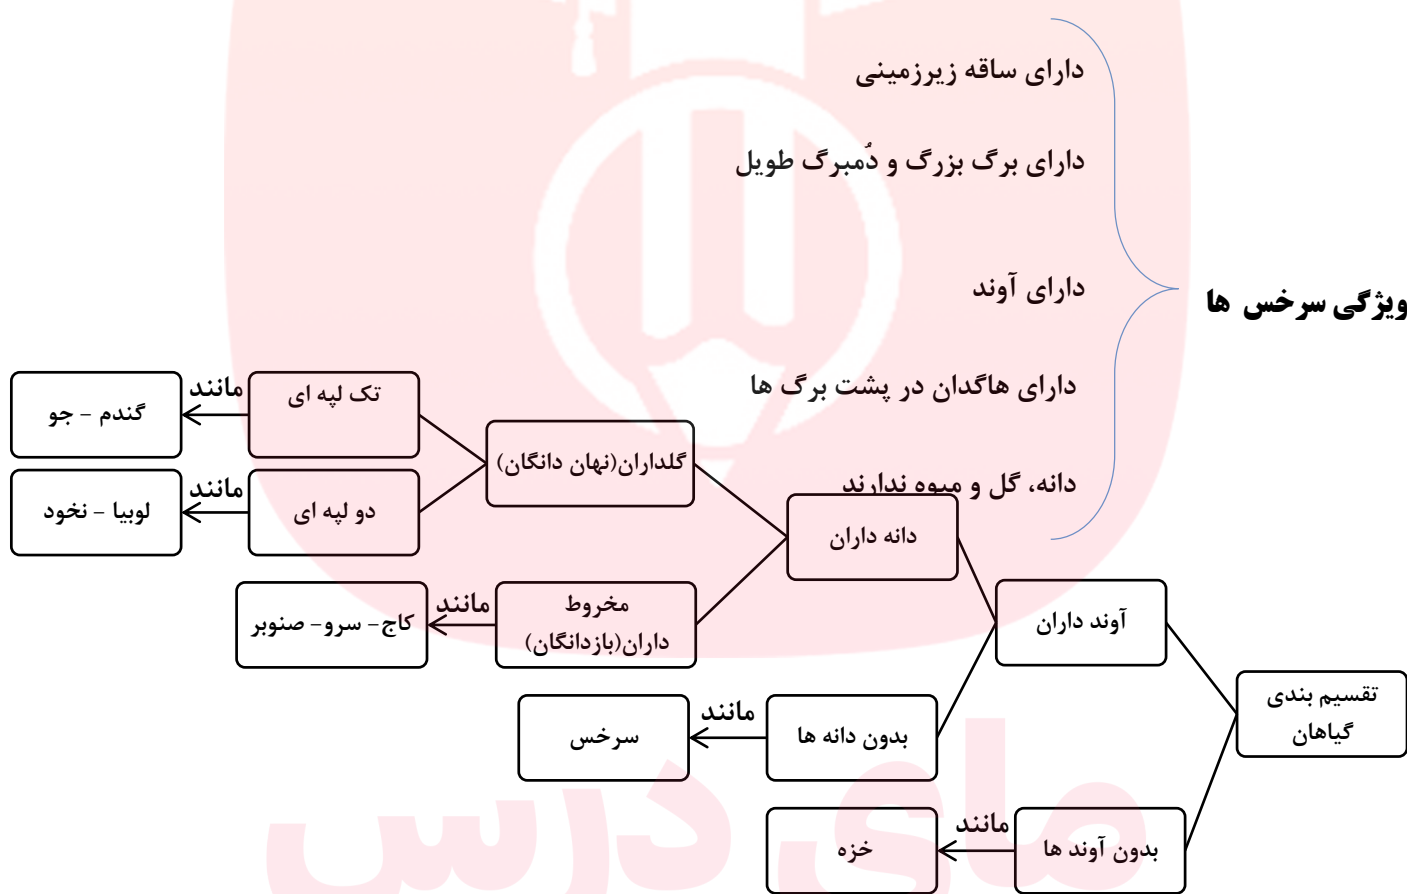 دارای ساقه زیرزمینی
دارای برگ بزرگ و دُمبرگ طویل
دارای آوند
ویژگی سرخس ها
دارای هاگدان در پشت برگ ها
دانه، گل و میوه ندارند
تقسیم بندی
گیاهان
آوند داران
دانه داران
گلداران(نهان دانگان)
تک لپه ای
مانند
گندم - جو
دو لپه ای
مانند
لوبیا - نخود
مخروط
داران(بازدانگان)
مانند
کاج- سرو- صنوبر
بدون دانه ها
مانند
سرخس
بدون آوند ها
مانند
خزه
مای درس